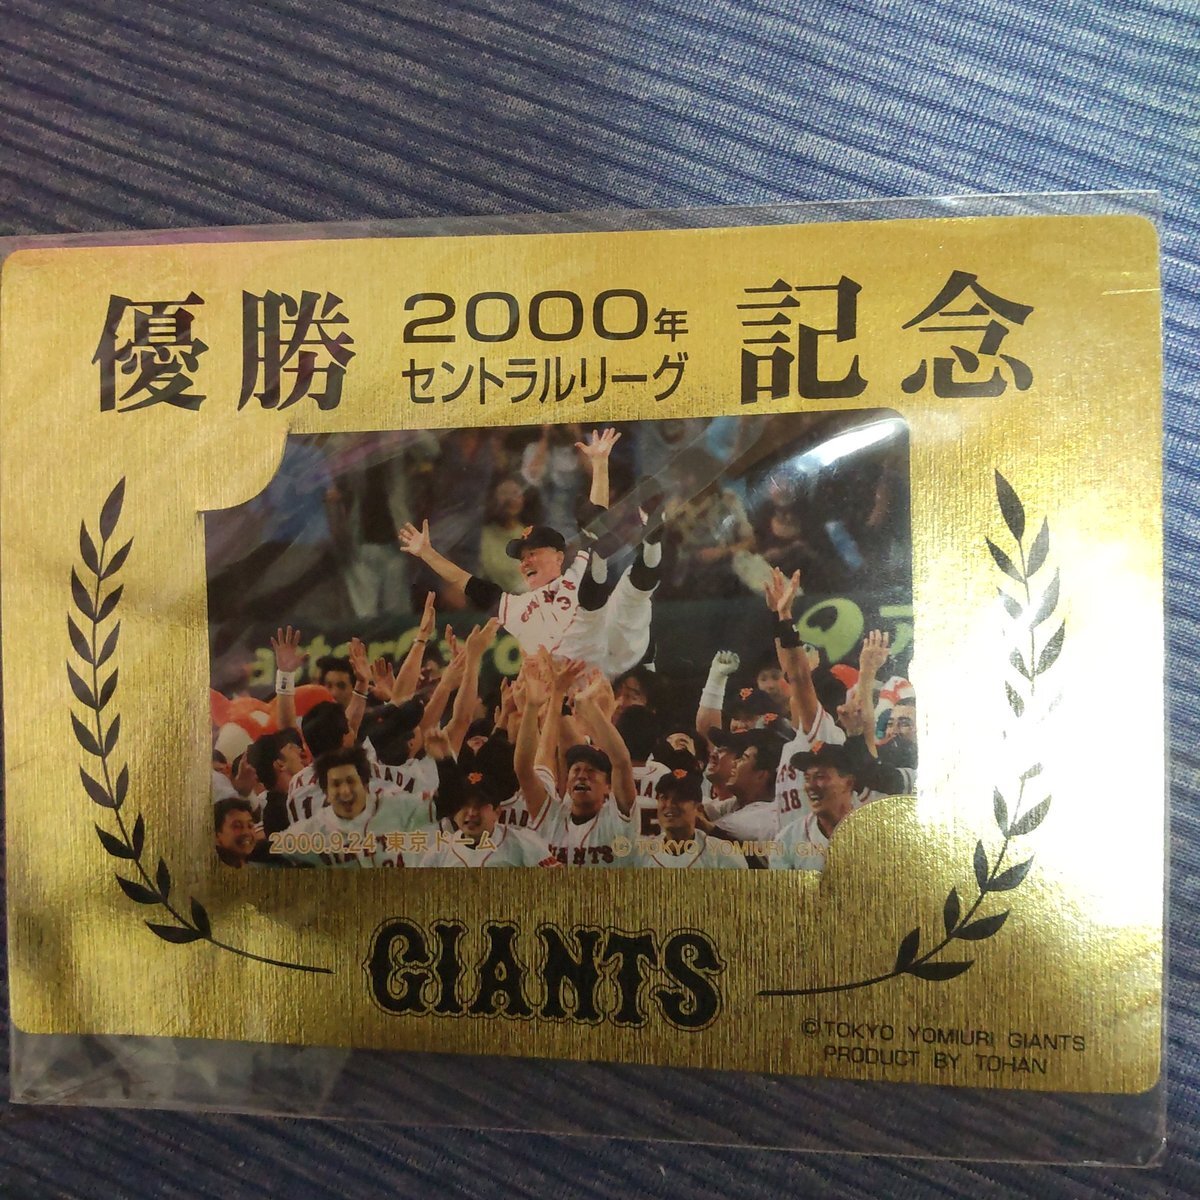 優勝 2000年 記念
セントラルリーグ
2000.9.24 東京ドーム
© TOKYO YOMIURI
GIANTS
©TOKYO YOMIURI GIANTS
PRODUCT BY TOHAN